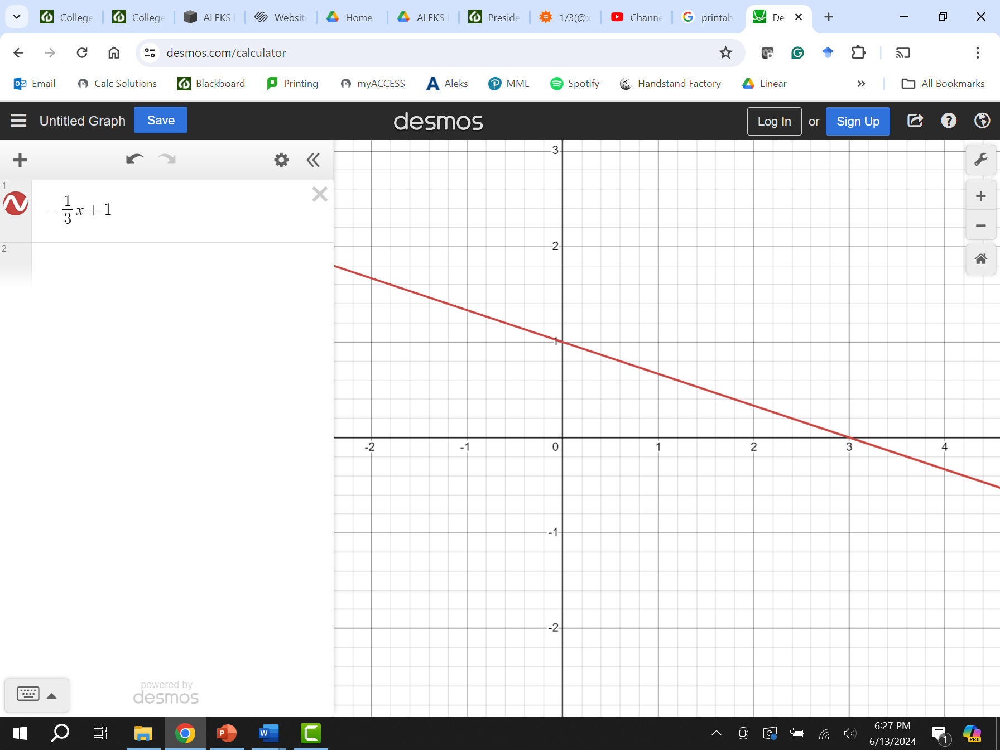 College
College
ALEKS
Websit
Home
ALEKS
Preside
1/3(@x
Channe
printab
De
desmos.com/calculator
Email
Calc Solutions
Blackboard
Printing
myACCESS
Aleks
MML
Spotify
Handstand Factory
Linear
All Bookmarks
Untitled Graph
Save
desmos
Log In or Sign Up
1
-1/3x+1
2
3
2
1
-2 -1 0 1 2 3 4
-1
-2
powered by
desmos
6:27 PM
6/13/2024
1
PRE